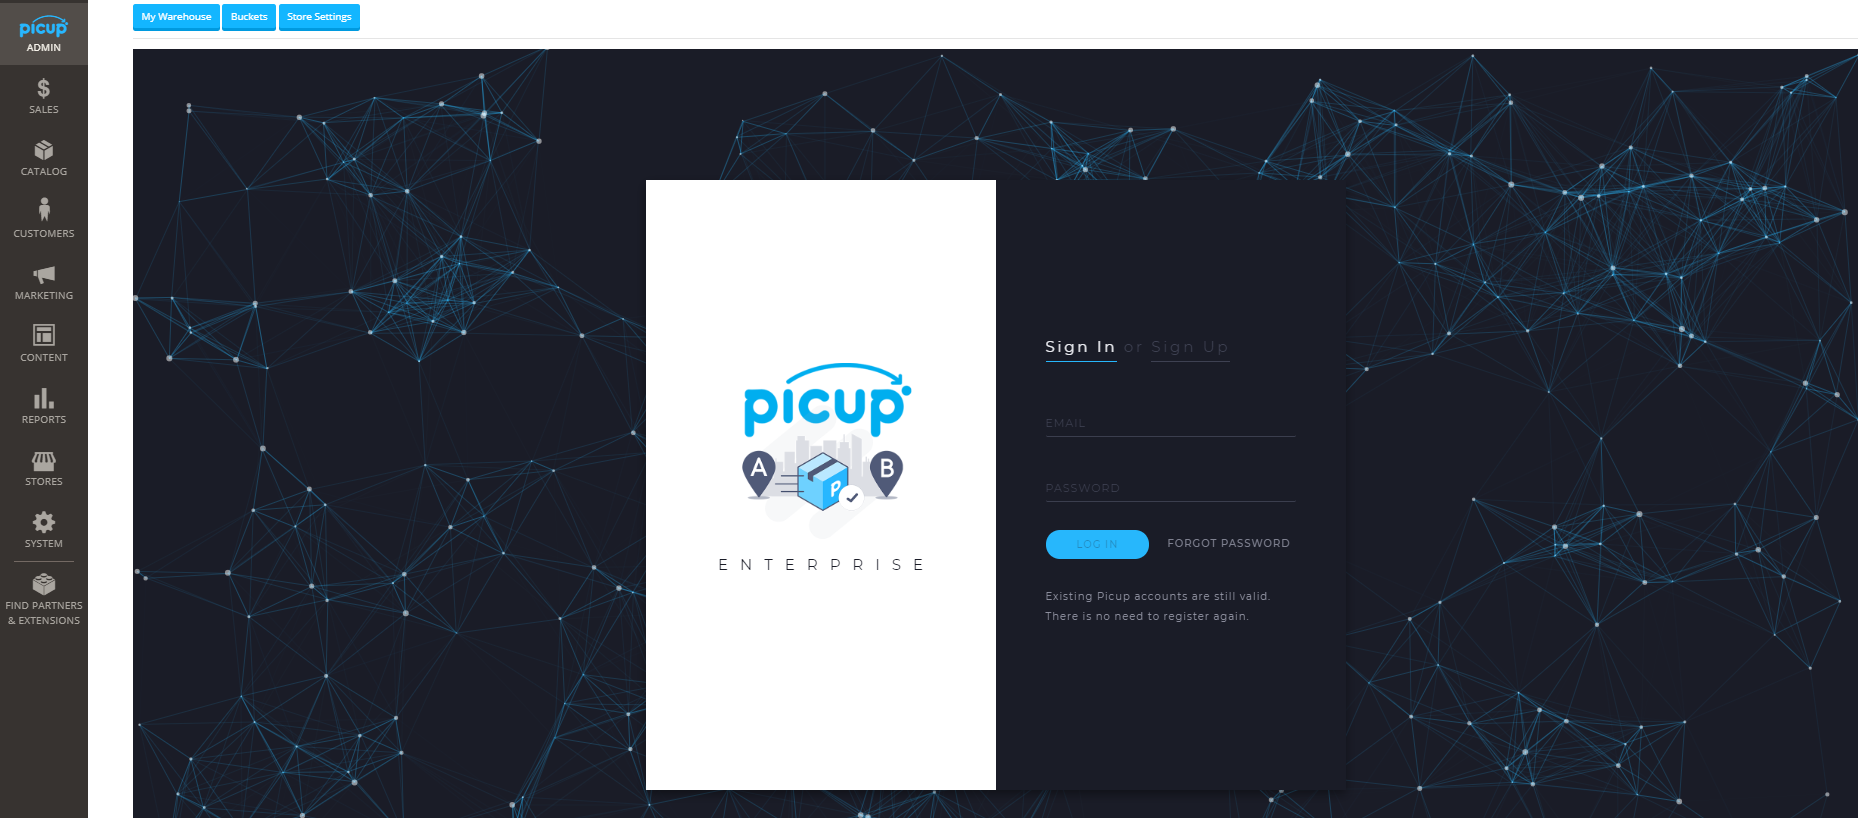 picup
ADMIN
SALES
CATALOG
CUSTOMERS
MARKETING
CONTENT
REPORTS
STORES
SYSTEM
FIND PARTNERS
& EXTENSIONS
My Warehouse
Buckets
Store Settings
picup
A
B
P
ENTERPRISE
Sign In or Sign Up
EMAIL
PASSWORD
LOG IN
FORGOT PASSWORD
Existing Picup accounts are still valid.
There is no need to register again.